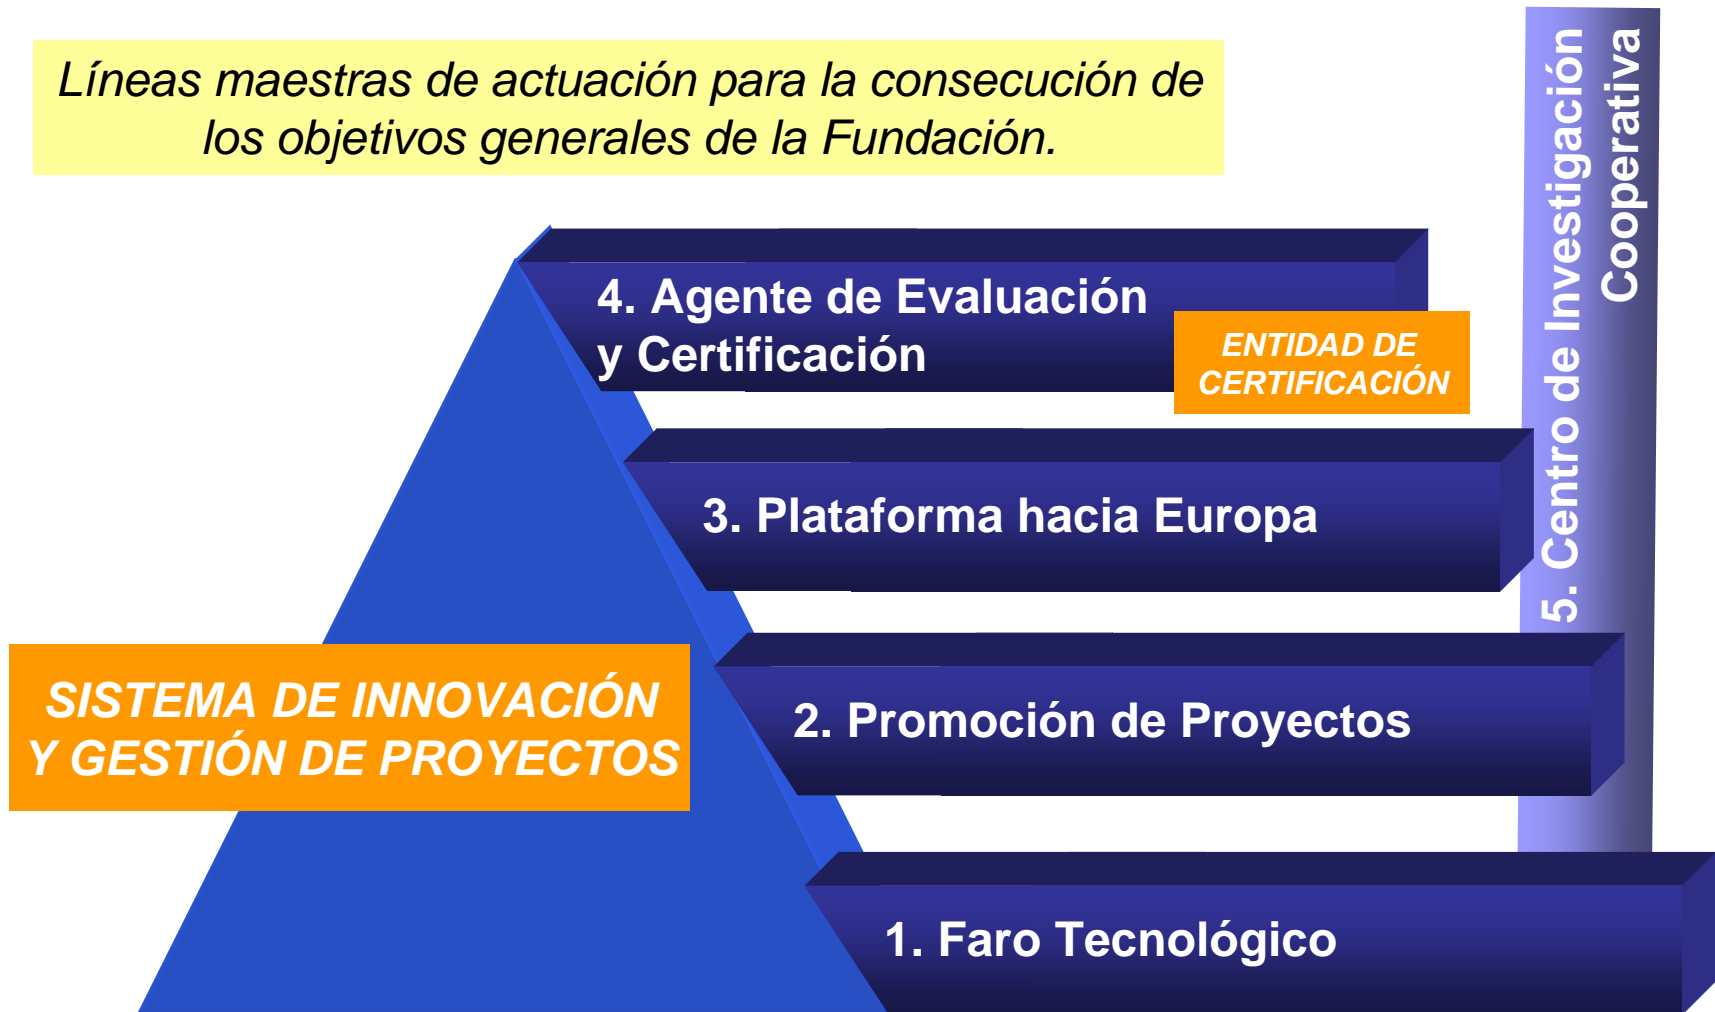 Líneas maestras de actuación para la consecución de
los objetivos generales de la Fundación.
5. Centro de Investigación
Cooperativa
4. Agente de Evaluación
y Certificación
ENTIDAD DE
CERTIFICACIÓN
3. Plataforma hacia Europa
SISTEMA DE INNOVACIÓN
Y GESTIÓN DE PROYECTOS
2. Promoción de Proyectos
1. Faro Tecnológico